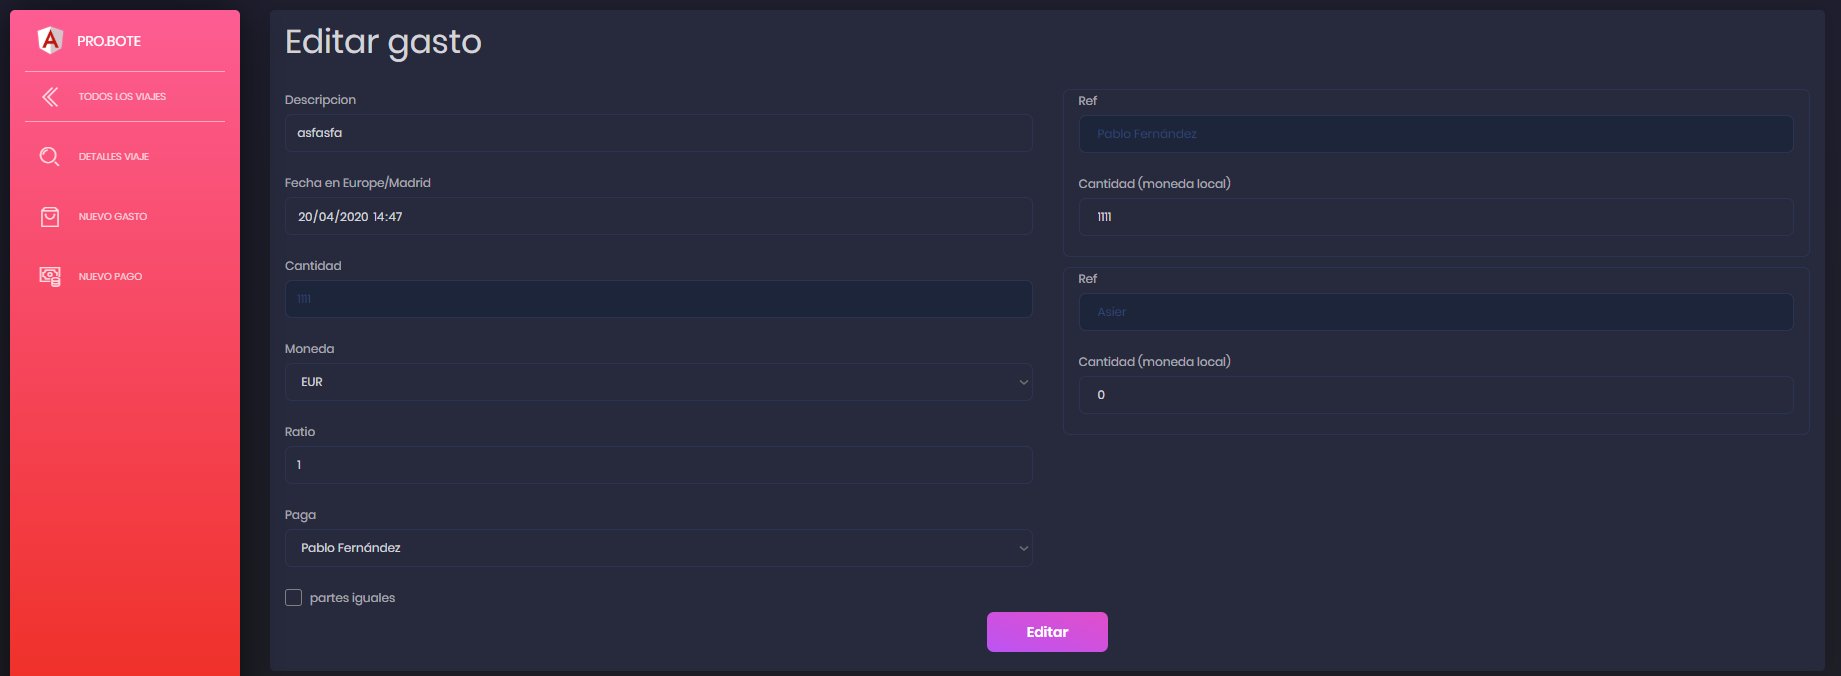 PRO.BOTE
TODOS LOS VIAJES
DETALLES VIAJE
NUEVO GASTO
NUEVO PAGO
Editar gasto
Descripcion
asfasfa
Fecha en Europe/Madrid
20/04/2020 14:47
Cantidad
1111
Moneda
EUR
Ratio
1
Paga
Pablo Fernández
partes iguales
Ref
Pablo Fernández
Cantidad (moneda local)
1111
Ref
Asier
Cantidad (moneda local)
0
Editar